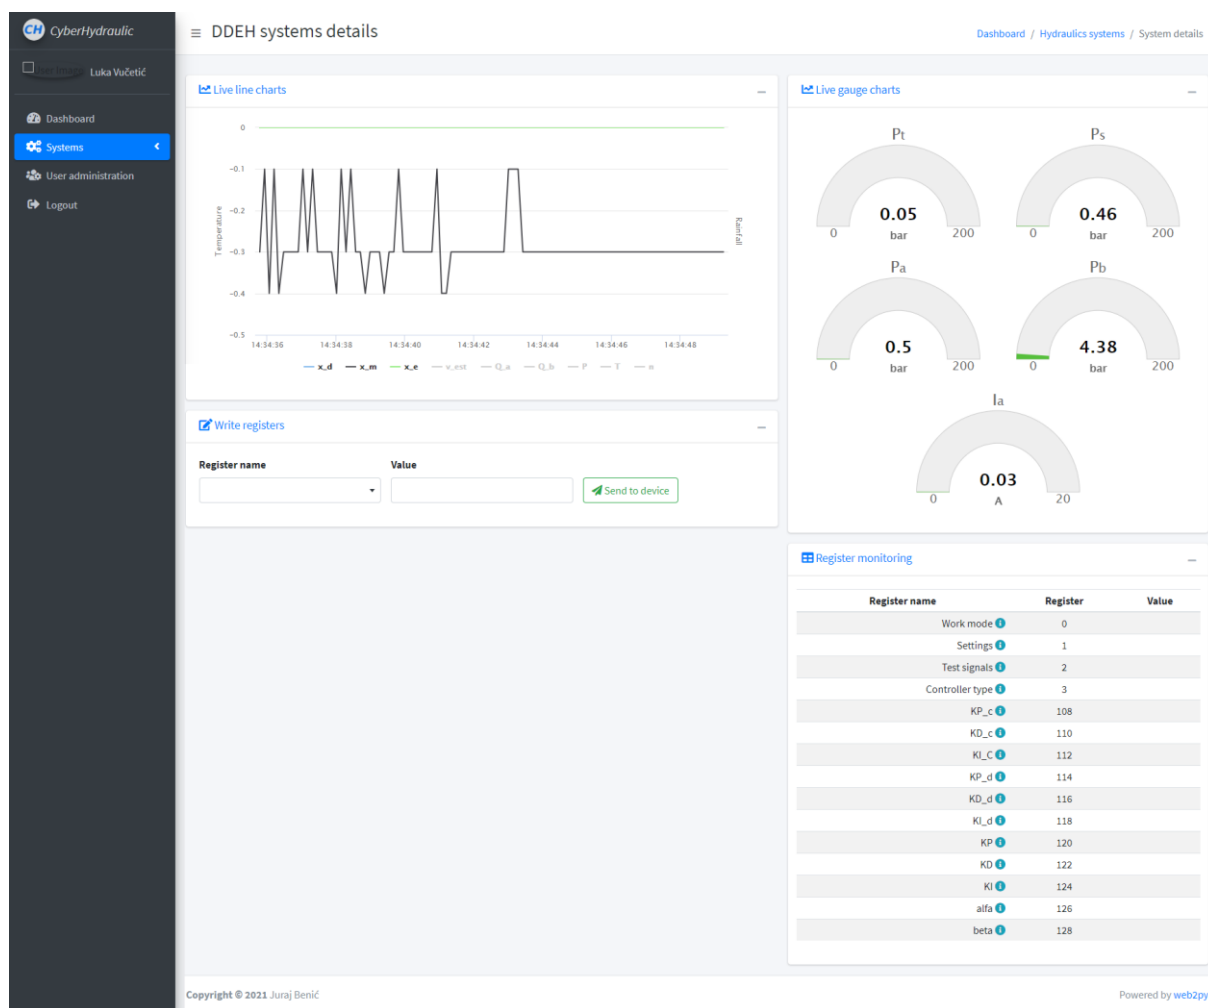 CH CyberHydraulic
DDEH systems details
Dashboard / Hydraulics systems / System details
Luka Vučetić
Dashboard
Systems
User administration
Logout
Live line charts
0
−0.1
−0.2
−0.3
−0.4
−0.5
Temperature
Rainfall
14:34:36 14:34:38 14:34:40 14:34:42 14:34:44 14:34:46 14:34:48
x_d x_m x_e v_est Q_a Q_b P T n
Write registers
Register name Value
Send to device
Live gauge charts
Pt Ps
0.05 0.46
0 bar 200 0 bar 200
Pa Pb
0.5 4.38
0 bar 200 0 bar 200
Ia
0.03
0 A 20
Register monitoring
Register name Register Value
Work mode 0
Settings 1
Test signals 2
Controller type 3
KP_c 108
KD_c 110
KI_C 112
KP_d 114
KD_d 116
KI_d 118
KP 120
KD 122
KI 124
alfa 126
beta 128
Copyright © 2021 Juraj Benić
Powered by web2py